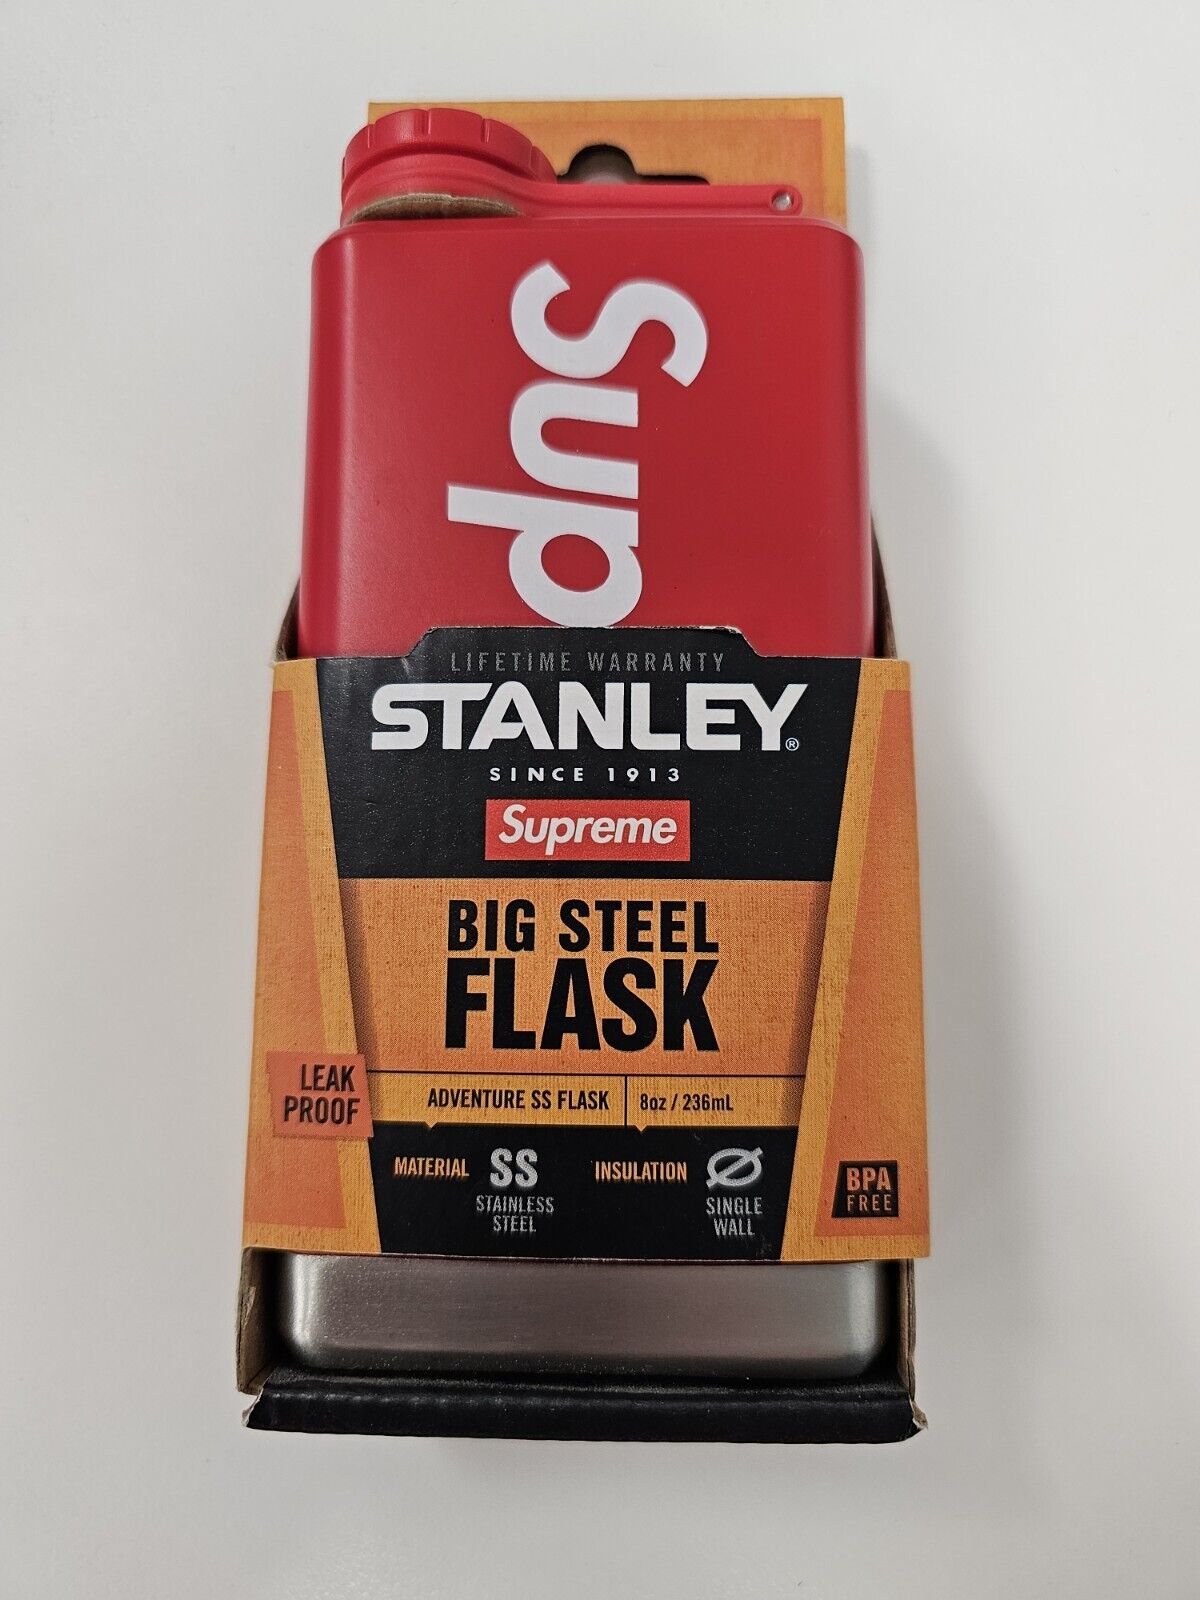 Sup
LIFETIME WARRANTY
STANLEY®
SINCE 1913
Supreme
BIG STEEL
FLASK
LEAK
PROOF
ADVENTURE SS FLASK 8oz / 236mL
MATERIAL SS
STAINLESS
STEEL
INSULATION
SINGLE
WALL
BPA
FREE